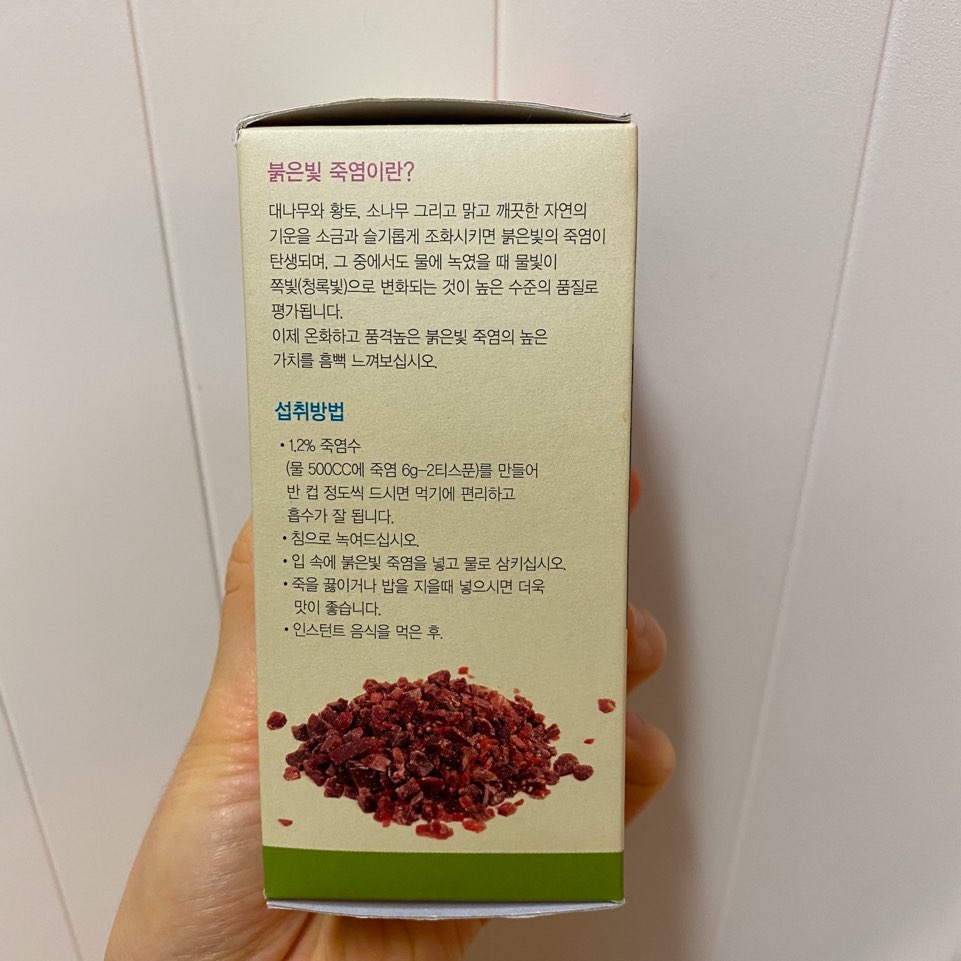 붉은빛 죽염이란?
대나무와 황토, 소나무 그리고 맑고 깨끗한 자연의
기운을 소금과 슬기롭게 조화시키면 붉은빛의 죽염이
탄생되며, 그 중에서도 물에 녹였을 때 물빛이
쪽빛(청록빛)으로 변화되는 것이 높은 수준의 품질로
평가됩니다.
이제 온화하고 품격높은 붉은빛 죽염의 높은
가치를 흠뻑 느껴보십시오.
섭취방법
• 1.2% 죽염수
(물 500CC에 죽염 6g-2티스푼)를 만들어
반 컵 정도씩 드시면 먹기에 편리하고
흡수가 잘 됩니다.
• 침으로 녹여드십시오.
• 입 속에 붉은빛 죽염을 넣고 물로 삼키십시오.
• 죽을 끓이거나 밥을 지을때 넣으시면 더욱
맛이 좋습니다.
• 인스턴트 음식을 먹은 후.